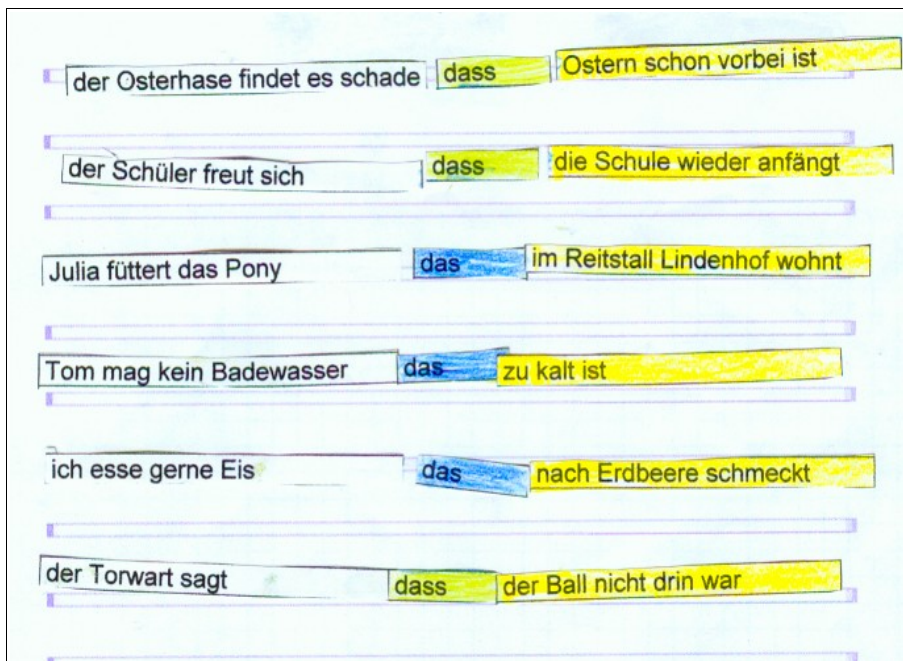 der Osterhase findet es schade dass Ostern schon vorbei ist
der Schüler freut sich dass die Schule wieder anfängt
Julia füttert das Pony das im Reitstall Lindenhof wohnt
Tom mag kein Badewasser das zu kalt ist
ich esse gerne Eis das nach Erdbeere schmeckt
der Torwart sagt dass der Ball nicht drin war